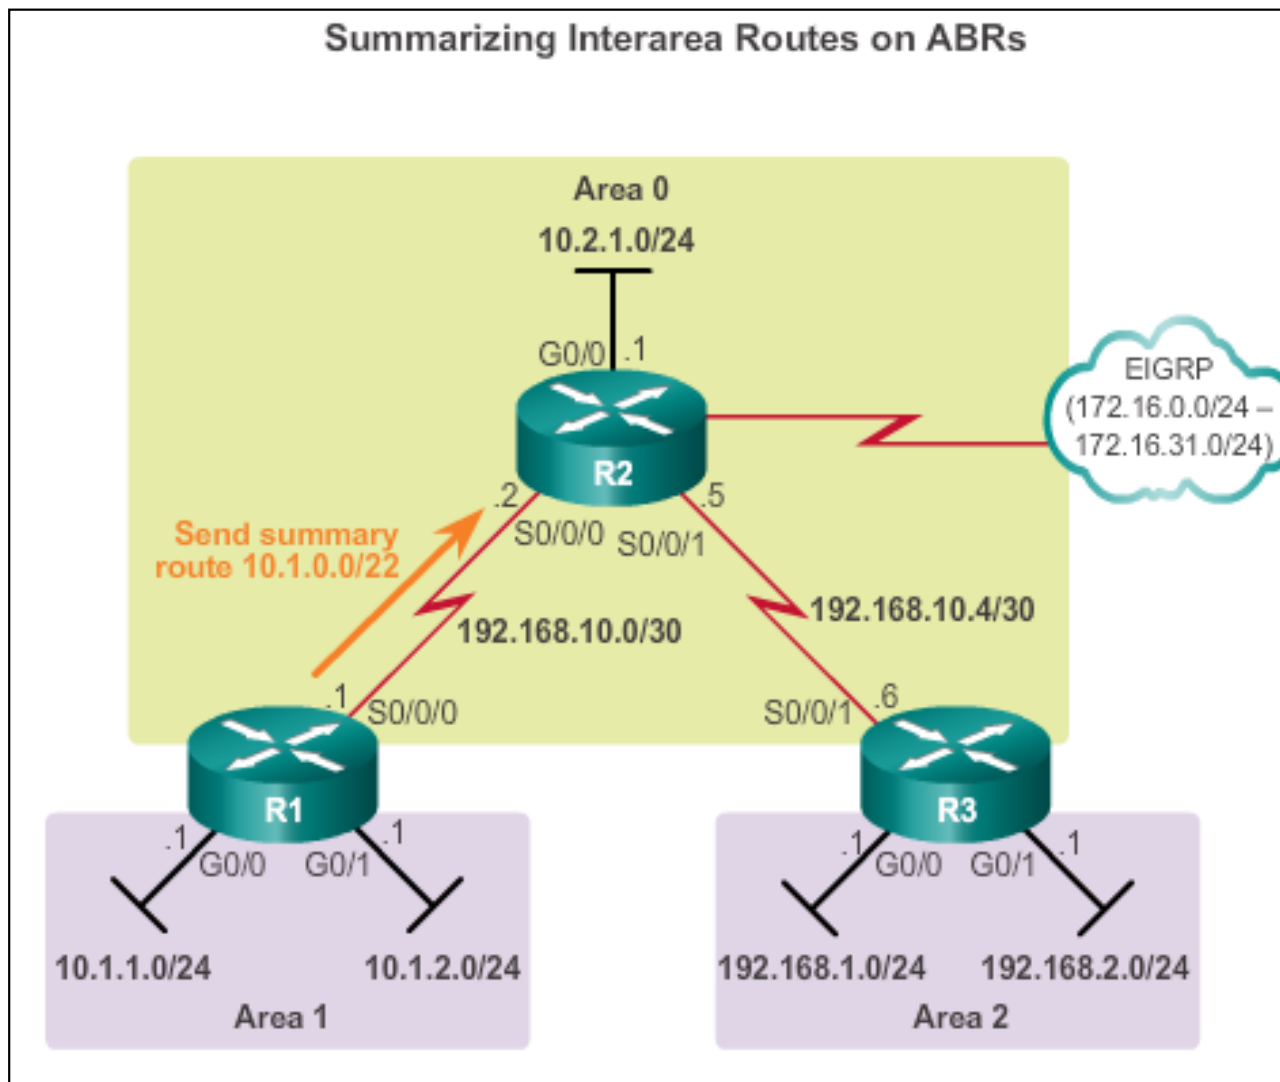 Summarizing Interarea Routes on ABRs
Area 0
10.2.1.0/24
G0/0
.1
EIGRP
(172.16.0.0/24 –
172.16.31.0/24)
R2
.2
.5
S0/0/0
S0/0/1
Send summary
route 10.1.0.0/22
192.168.10.0/30
192.168.10.4/30
.1
S0/0/0
S0/0/1
.6
R1
R3
.1
G0/0
G0/1
.1
.1
G0/0
G0/1
.1
10.1.1.0/24
10.1.2.0/24
192.168.1.0/24
192.168.2.0/24
Area 1
Area 2